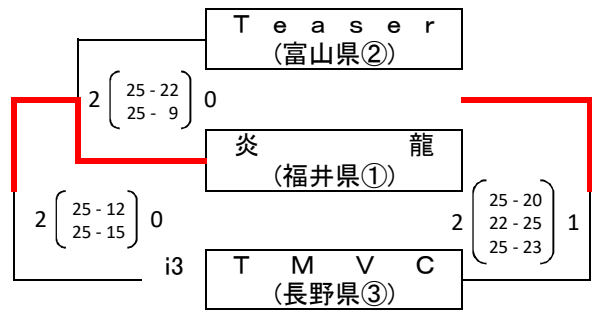 Ｔｅａｓｅｒ
(富山県②)
2 25 - 22 0
25 - 9
炎 龍
(福井県①)
2 25 - 12 0
25 - 15
2 25 - 20 1
22 - 25
25 - 23
i3
ＴＭＶＣ
(長野県③)